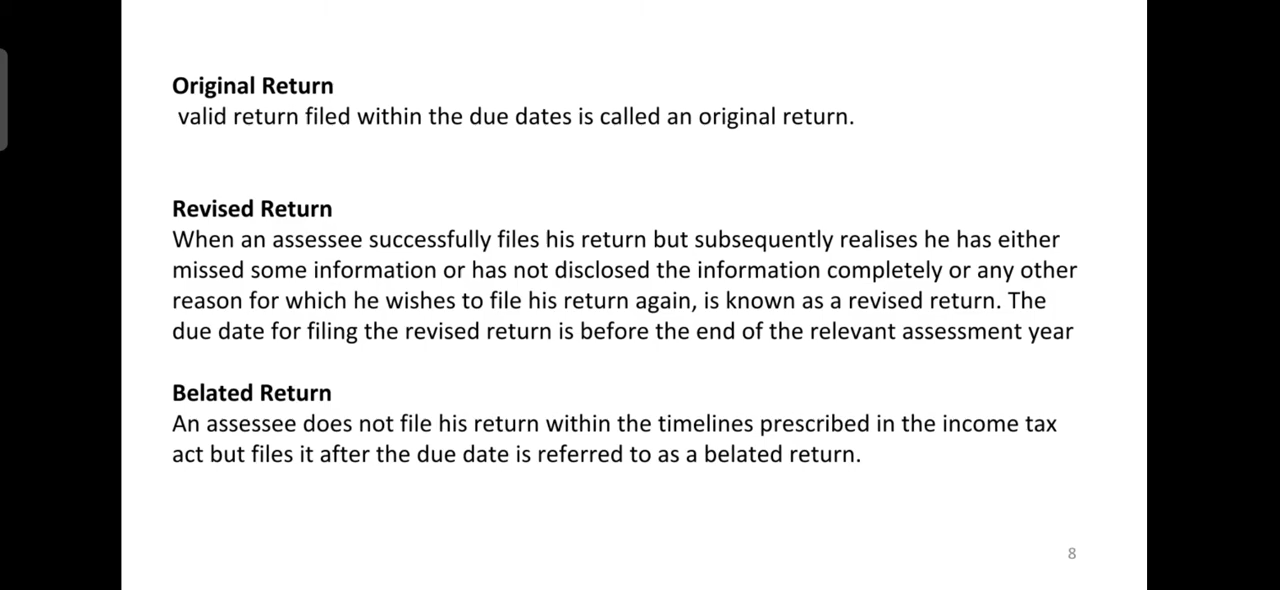 Original Return
valid return filed within the due dates is called an original return.
Revised Return
When an assessee successfully files his return but subsequently realises he has either
missed some information or has not disclosed the information completely or any other
reason for which he wishes to file his return again, is known as a revised return. The
due date for filing the revised return is before the end of the relevant assessment year
Belated Return
An assessee does not file his return within the timelines prescribed in the income tax
act but files it after the due date is referred to as a belated return.
8